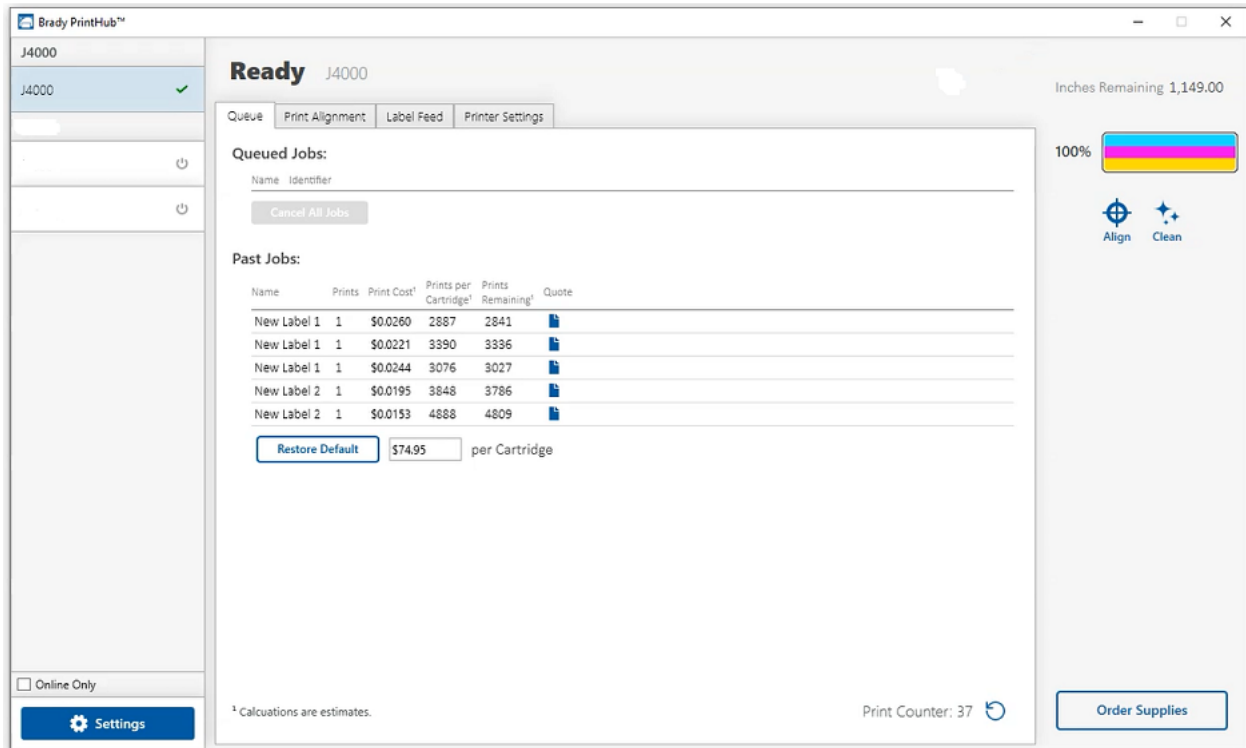 Brady PrintHub™
J4000
J4000
Online Only
Settings
Ready J4000
Queue Print Alignment Label Feed Printer Settings
Queued Jobs:
Name Identifier
Cancel All Jobs
Past Jobs:
Name Prints Print Cost¹ Prints per Cartridge¹ Prints Remaining¹ Quote
New Label 1 1 $0.0260 2887 2841
New Label 1 1 $0.0221 3390 3336
New Label 1 1 $0.0244 3076 3027
New Label 2 1 $0.0195 3848 3786
New Label 2 1 $0.0153 4888 4809
Restore Default $74.95 per Cartridge
¹ Calcuations are estimates.
Print Counter: 37
Inches Remaining 1,149.00
100%
Align Clean
Order Supplies